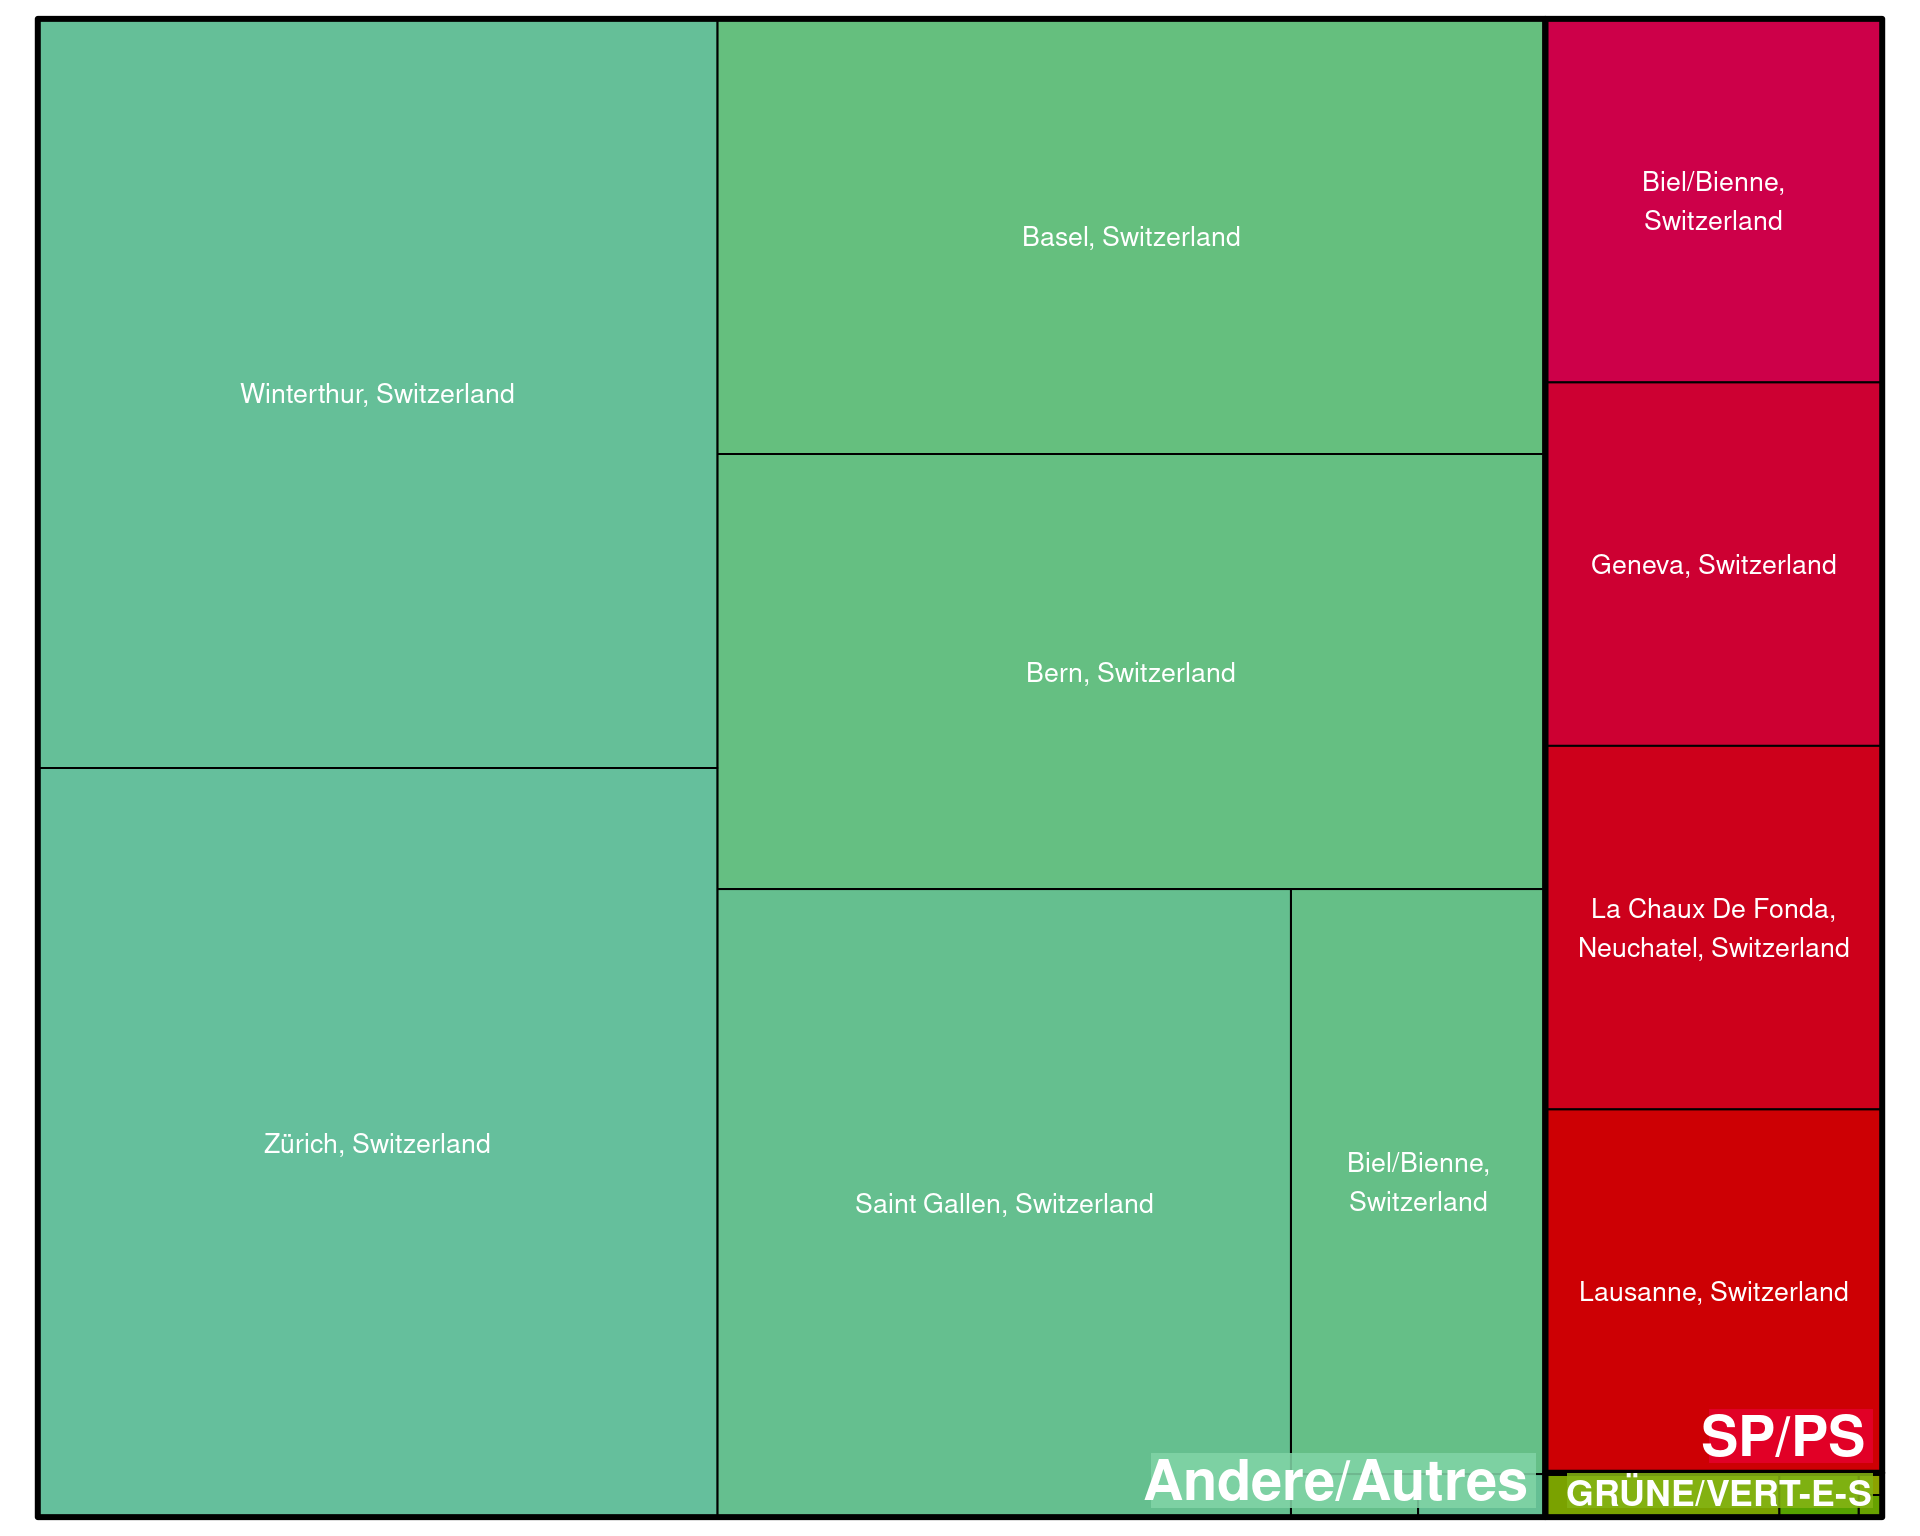 Winterthur, Switzerland
Zürich, Switzerland
Basel, Switzerland
Bern, Switzerland
Saint Gallen, Switzerland
Biel/Bienne,
Switzerland
Andere/Autres
Biel/Bienne,
Switzerland
Geneva, Switzerland
La Chaux De Fonda,
Neuchatel, Switzerland
Lausanne, Switzerland
SP/PS
GRÜNE/VERT-E-S